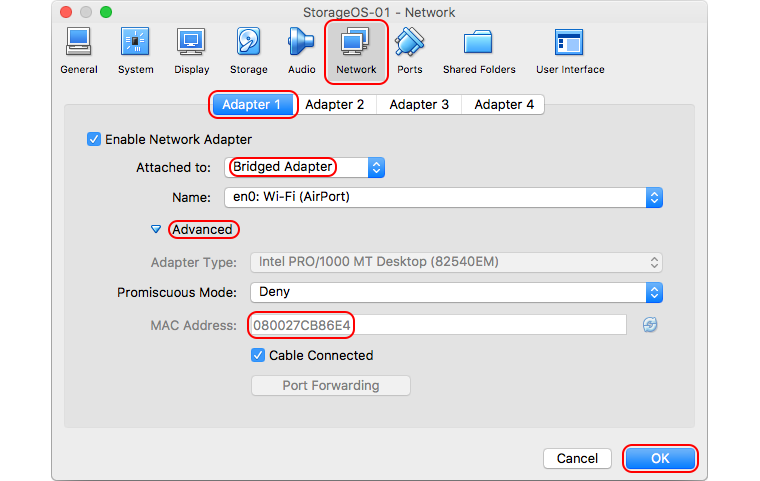 StorageOS-01 - Network
General System Display Storage Audio Network Ports Shared Folders User Interface
Adapter 1 Adapter 2 Adapter 3 Adapter 4
Enable Network Adapter
Attached to: Bridged Adapter
Name: en0: Wi-Fi (AirPort)
Advanced
Adapter Type: Intel PRO/1000 MT Desktop (82540EM)
Promiscuous Mode: Deny
MAC Address: 080027CB86E4
Cable Connected
Port Forwarding
Cancel OK